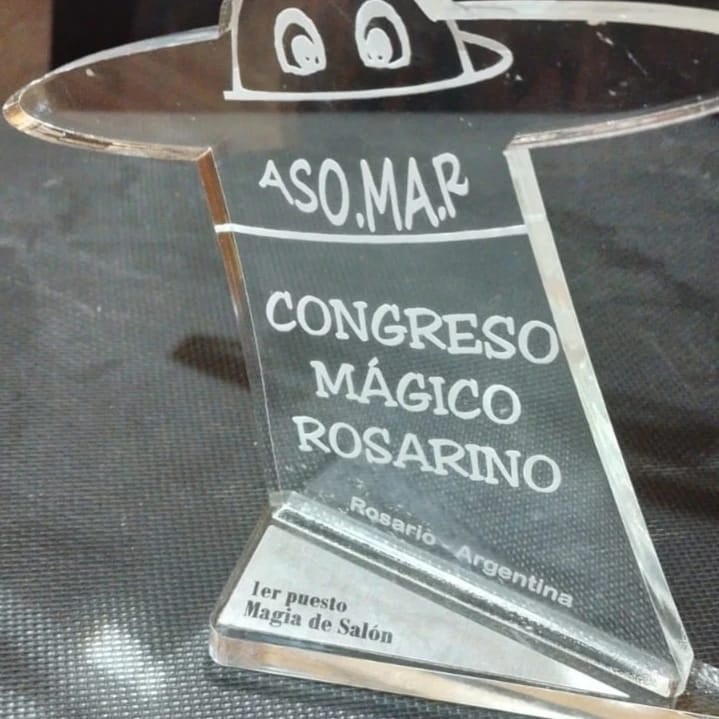 ASO.MA.R
CONGRESO
MÁGICO
ROSARINO
Rosario - Argentina
1er puesto
Magia de Salón